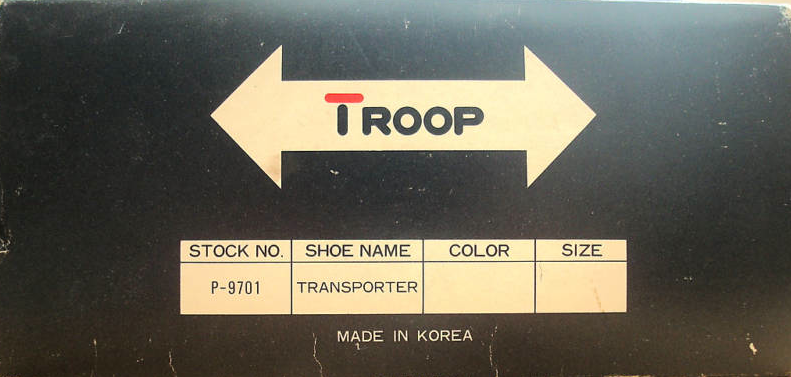 TROOP
STOCK NO. SHOE NAME COLOR SIZE
P-9701 TRANSPORTER
MADE IN KOREA